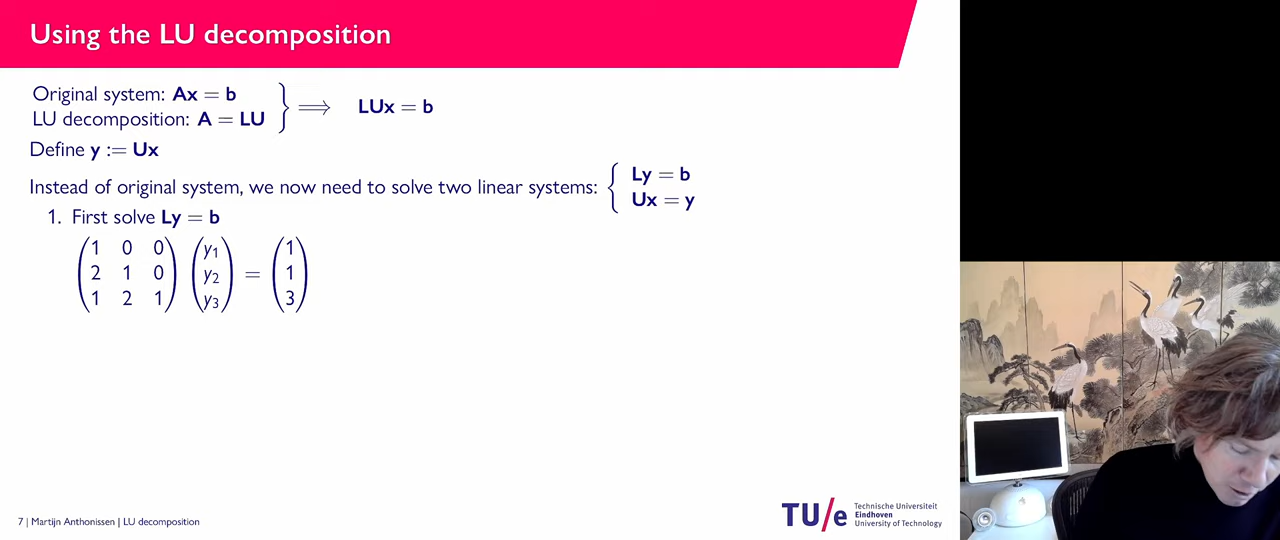 Using the LU decomposition
Original system: Ax = b
LU decomposition: A = LU
} ⟹ LUx = b
Define y := Ux
Instead of original system, we now need to solve two linear systems: { Ly = b
Ux = y
1. First solve Ly = b
(1 0 0) (y₁) (1)
(2 1 0) (y₂) = (1)
(1 2 1) (y₃) (3)
7 | Martijn Anthonissen | LU decomposition
TU/e Technische Universiteit
Eindhoven
University of Technology